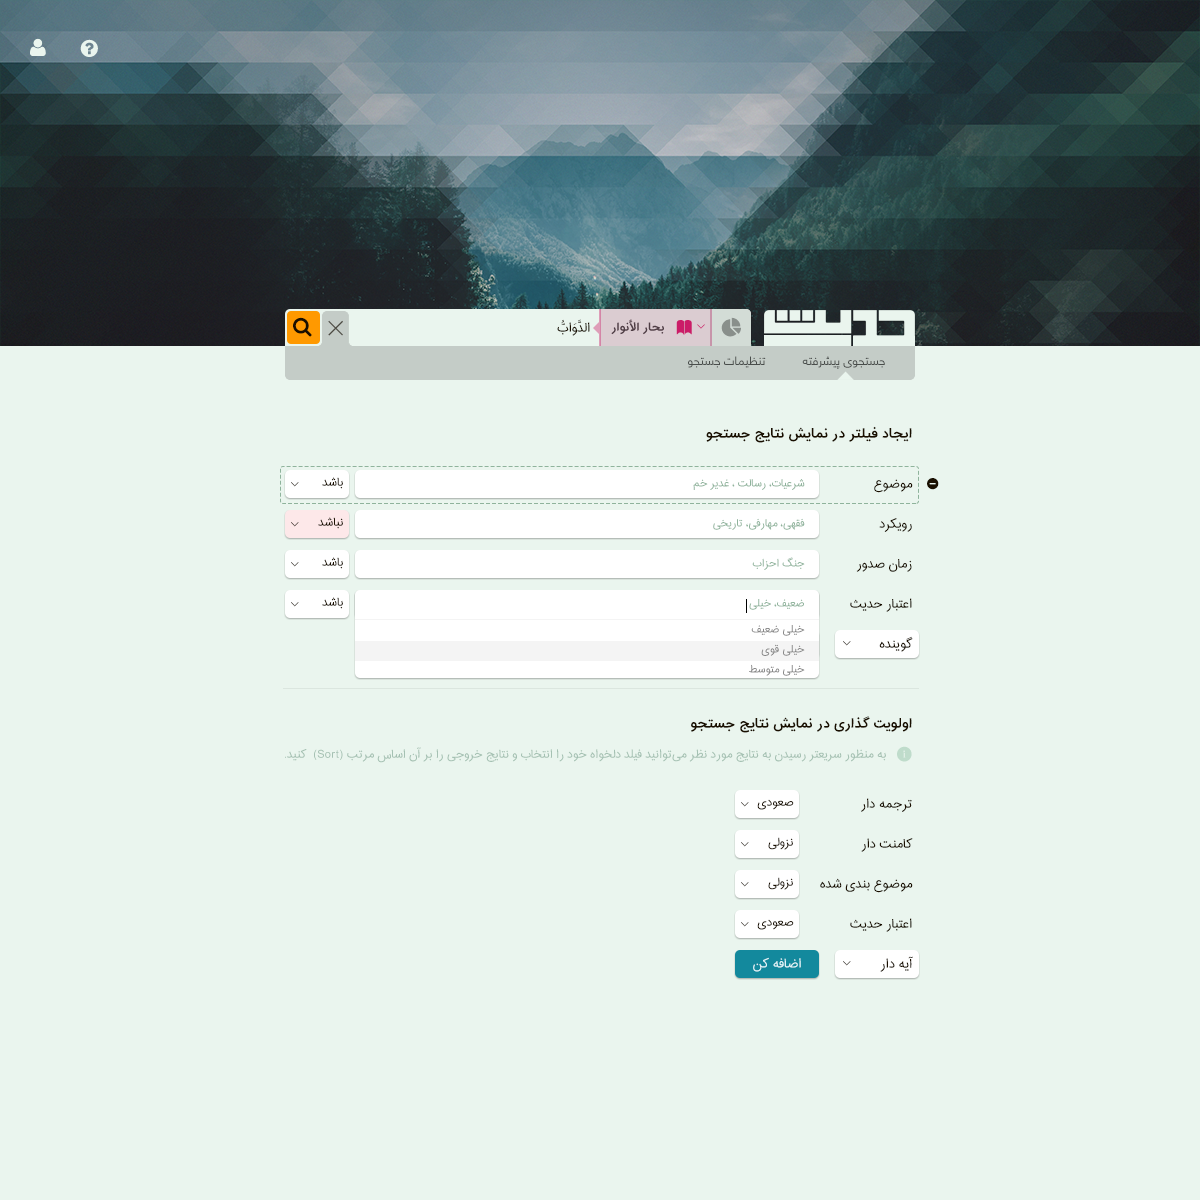 حدیث
بحار الأنوار
الدَّوَابُّ
جستجوی پیشرفته
تنظیمات جستجو
ایجاد فیلتر در نمایش نتایج جستجو
موضوع
شرعیات، رسالت ، غدیر خم
باشد
رویکرد
فقهی، مهارفی، تاریخی
نباشد
زمان صدور
جنگ احزاب
باشد
اعتبار حدیث
ضعیف، خیلی
باشد
خیلی ضعیف
گوینده
خیلی قوی
خیلی متوسط
اولویت گذاری در نمایش نتایج جستجو
به منظور سریعتر رسیدن به نتایج مورد نظر می‌توانید فیلد دلخواه خود را انتخاب و نتایج خروجی را بر آن اساس مرتب (Sort) کنید.
ترجمه دار
صعودی
کامنت دار
نزولی
موضوع بندی شده
نزولی
اعتبار حدیث
صعودی
آیه دار
اضافه کن